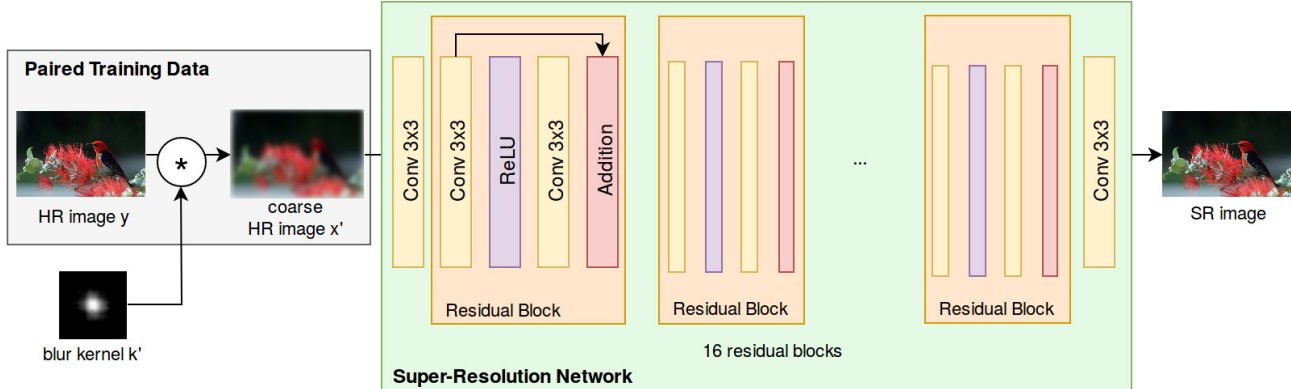 Paired Training Data
*
HR image y
coarse
HR image x'
blur kernel k'
Conv 3x3
Conv 3x3
ReLU
Conv 3x3
Addition
Residual Block
Residual Block
...
Residual Block
Conv 3x3
16 residual blocks
Super-Resolution Network
SR image